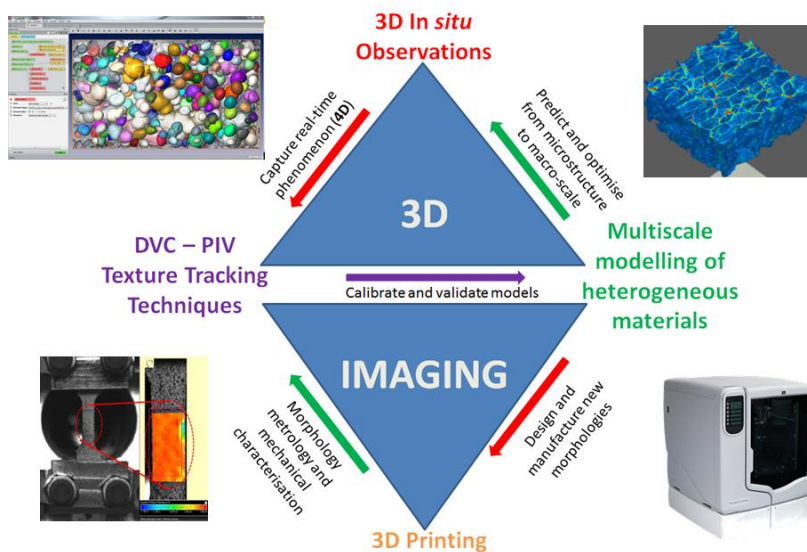 3D In situ
Observations
Capture real-time
phenomenon (4D)
Predict and optimise
from microstructure
to macro-scale
3D
DVC – PIV
Texture Tracking
Techniques
Multiscale
modelling of
heterogeneous
materials
Calibrate and validate models
IMAGING
Morphology
metrology and
mechanical
characterisation
Design and
manufacture new
morphologies
3D Printing